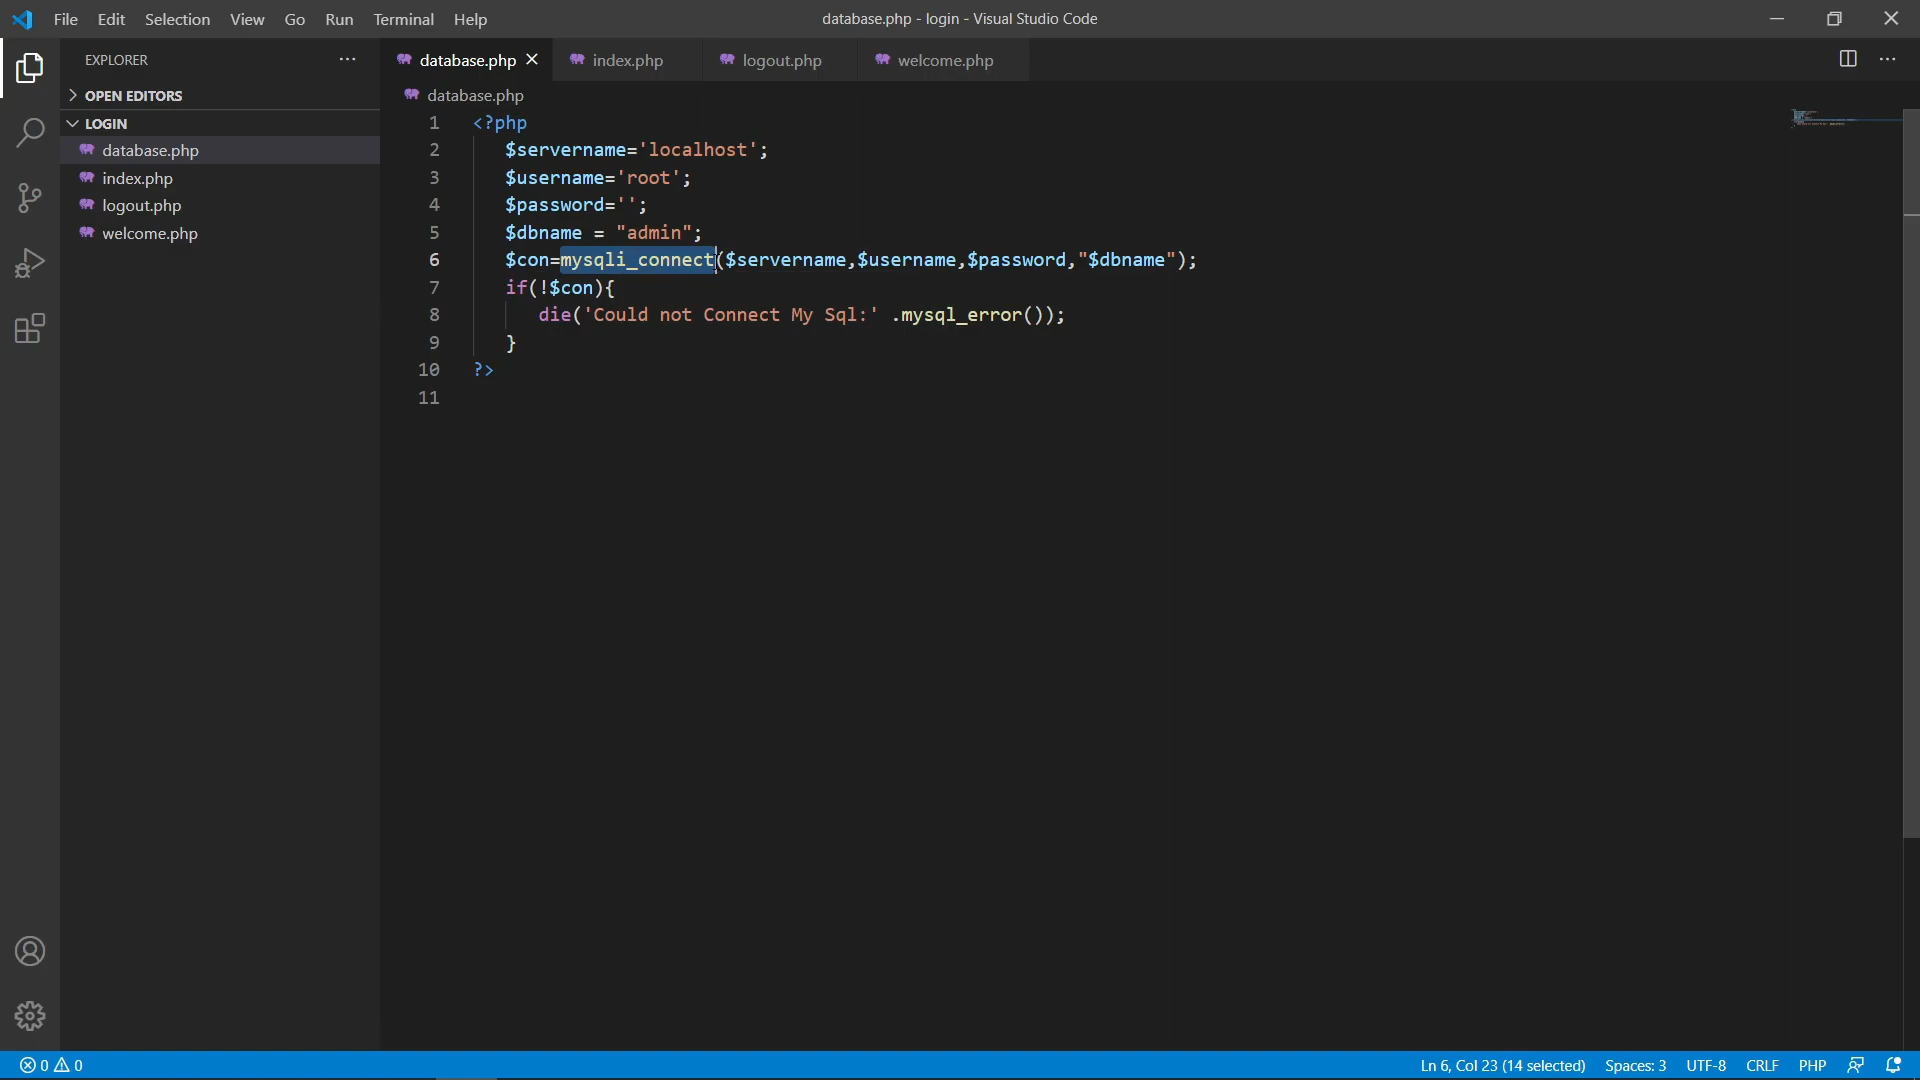 File Edit Selection View Go Run Terminal Help
database.php - login - Visual Studio Code
EXPLORER
OPEN EDITORS
LOGIN
database.php
index.php
logout.php
welcome.php
database.php index.php logout.php welcome.php
database.php
1 <?php
2 $servername='localhost';
3 $username='root';
4 $password='';
5 $dbname = "admin";
6 $con=mysqli_connect($servername,$username,$password,"$dbname");
7 if(!$con){
8 die('Could not Connect My Sql:' .mysql_error());
9 }
10 ?>
11
0 0
Ln 6, Col 23 (14 selected) Spaces: 3 UTF-8 CRLF PHP